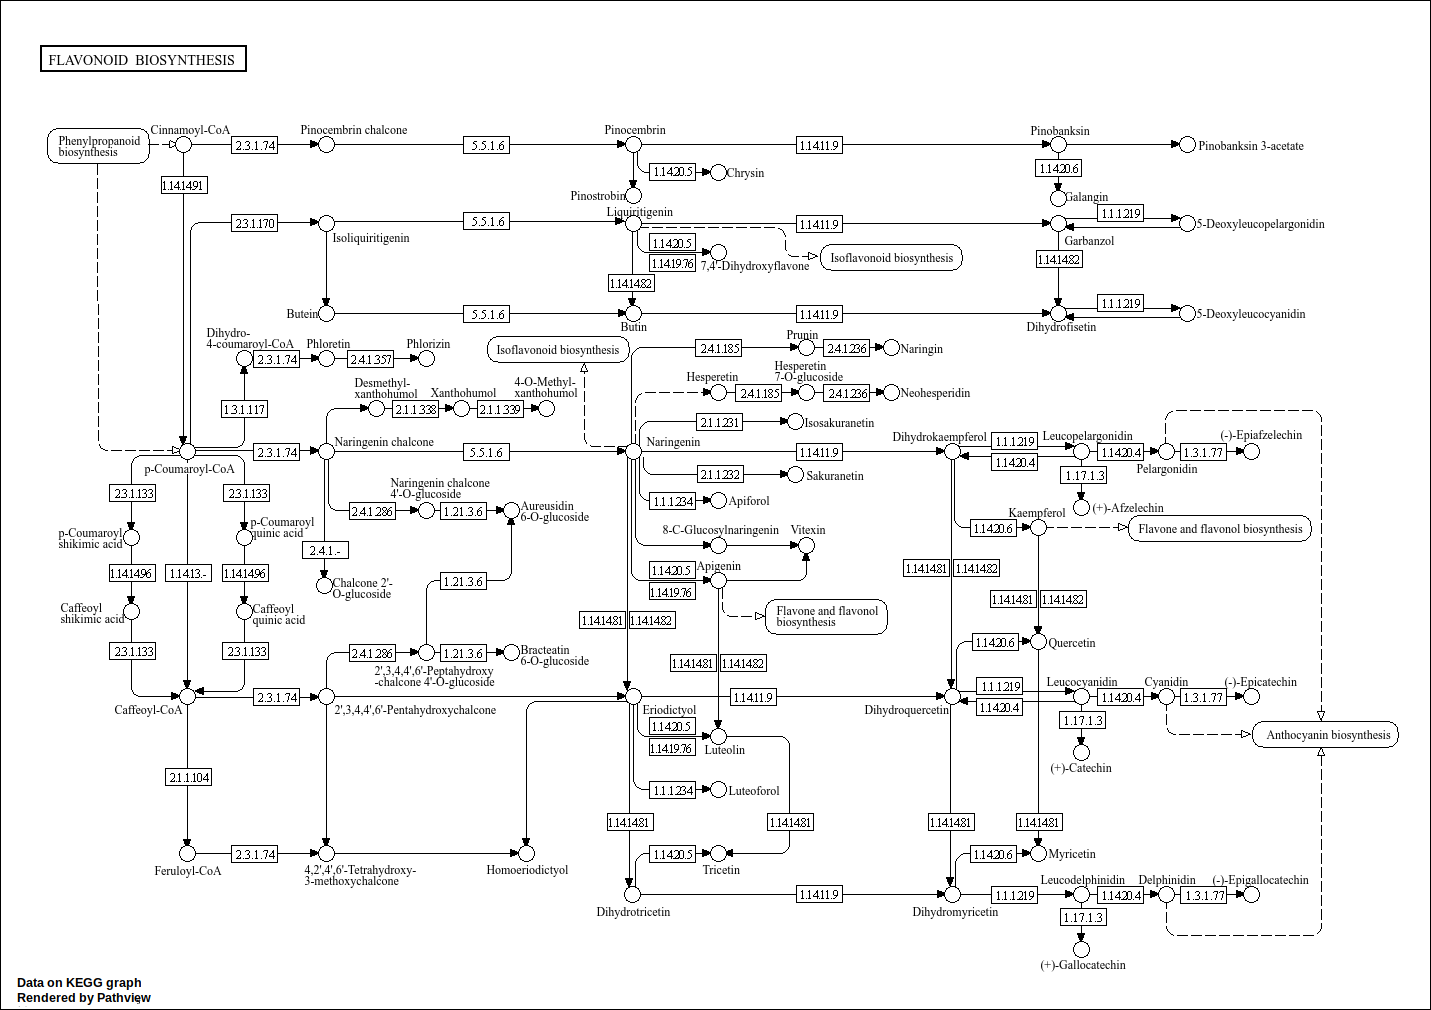 FLAVONOID BIOSYNTHESIS
Phenylpropanoid
biosynthesis
Cinnamoyl-CoA
2.3.1.74
Pinocembrin chalcone
5.5.1.6
Pinocembrin
1.14.11.9
Pinobanksin
Pinobanksin 3-acetate
1.14.20.5
Chrysin
1.14.20.6
1.14.14.91
Pinostrobin
Galangin
Liquiritigenin
2.3.1.170
5.5.1.6
1.14.11.9
1.1.1.219
5-Deoxyleucopelargonidin
Isoliquiritigenin
1.14.20.5
Garbanzol
1.14.19.76
7,4'-Dihydroxyflavone
Isoflavonoid biosynthesis
1.14.14.82
1.14.14.82
1.1.1.219
Butein
5.5.1.6
Butin
1.14.11.9
Dihydrofisetin
5-Deoxyleucocyanidin
Dihydro-
4-coumaroyl-CoA
Phloretin
Phlorizin
Isoflavonoid biosynthesis
2.4.1.185
Prunin
2.4.1.236
Naringin
2.3.1.74
2.4.1.357
Hesperetin
Hesperetin
7-O-glucoside
Desmethyl-
xanthohumol
Xanthohumol
4-O-Methyl-
xanthohumol
2.4.1.185
2.4.1.236
Neohesperidin
1.3.1.117
2.1.1.338
2.1.1.339
2.1.1.231
Isosakuranetin
Naringenin chalcone
Naringenin
Dihydrokaempferol
1.1.1.219
Leucopelargonidin
(-)-Epiafzelechin
2.3.1.74
5.5.1.6
1.14.11.9
1.14.20.4
1.14.20.4
1.3.1.77
p-Coumaroyl-CoA
Pelargonidin
2.1.1.232
Sakuranetin
1.17.1.3
2.3.1.133
2.3.1.133
Naringenin chalcone
4'-O-glucoside
1.1.1.234
Apiforol
(+)-Afzelechin
2.4.1.286
1.21.3.6
Aureusidin
6-O-glucoside
Kaempferol
p-Coumaroyl
shikimic acid
p-Coumaroyl
quinic acid
8-C-Glucosylnaringenin
Vitexin
1.14.20.6
Flavone and flavonol biosynthesis
2.4.1.-
1.14.14.96
1.14.13.-
1.14.14.96
1.14.20.5
Apigenin
1.14.14.81
1.14.14.82
Chalcone 2'-
O-glucoside
1.21.3.6
1.14.19.76
1.14.14.81
1.14.14.82
Caffeoyl
shikimic acid
Caffeoyl
quinic acid
1.14.14.81
1.14.14.82
Flavone and flavonol
biosynthesis
2.3.1.133
2.3.1.133
2.4.1.286
1.21.3.6
Bracteatin
6-O-glucoside
1.14.20.6
Quercetin
2',3,4,4',6'-Peptahydroxy
-chalcone 4'-O-glucoside
1.14.14.81
1.14.14.82
1.1.1.219
Leucocyanidin
Cyanidin
(-)-Epicatechin
2.3.1.74
1.14.11.9
1.14.20.4
1.14.20.4
1.3.1.77
Caffeoyl-CoA
2',3,4,4',6'-Pentahydroxychalcone
Eriodictyol
Dihydroquercetin
1.14.20.5
1.17.1.3
Anthocyanin biosynthesis
1.14.19.76
Luteolin
(+)-Catechin
2.1.1.104
1.1.1.234
Luteoforol
1.14.14.81
1.14.14.81
1.14.14.81
1.14.14.81
2.3.1.74
1.14.20.5
1.14.20.6
Myricetin
Feruloyl-CoA
4,2',4',6'-Tetrahydroxy-
3-methoxychalcone
Homoeriodictyol
Tricetin
Leucodelphinidin
Delphinidin
(-)-Epigallocatechin
1.14.11.9
1.1.1.219
1.14.20.4
1.3.1.77
Dihydrotricetin
Dihydromyricetin
1.17.1.3
(+)-Gallocatechin
Data on KEGG graph
Rendered by Pathview